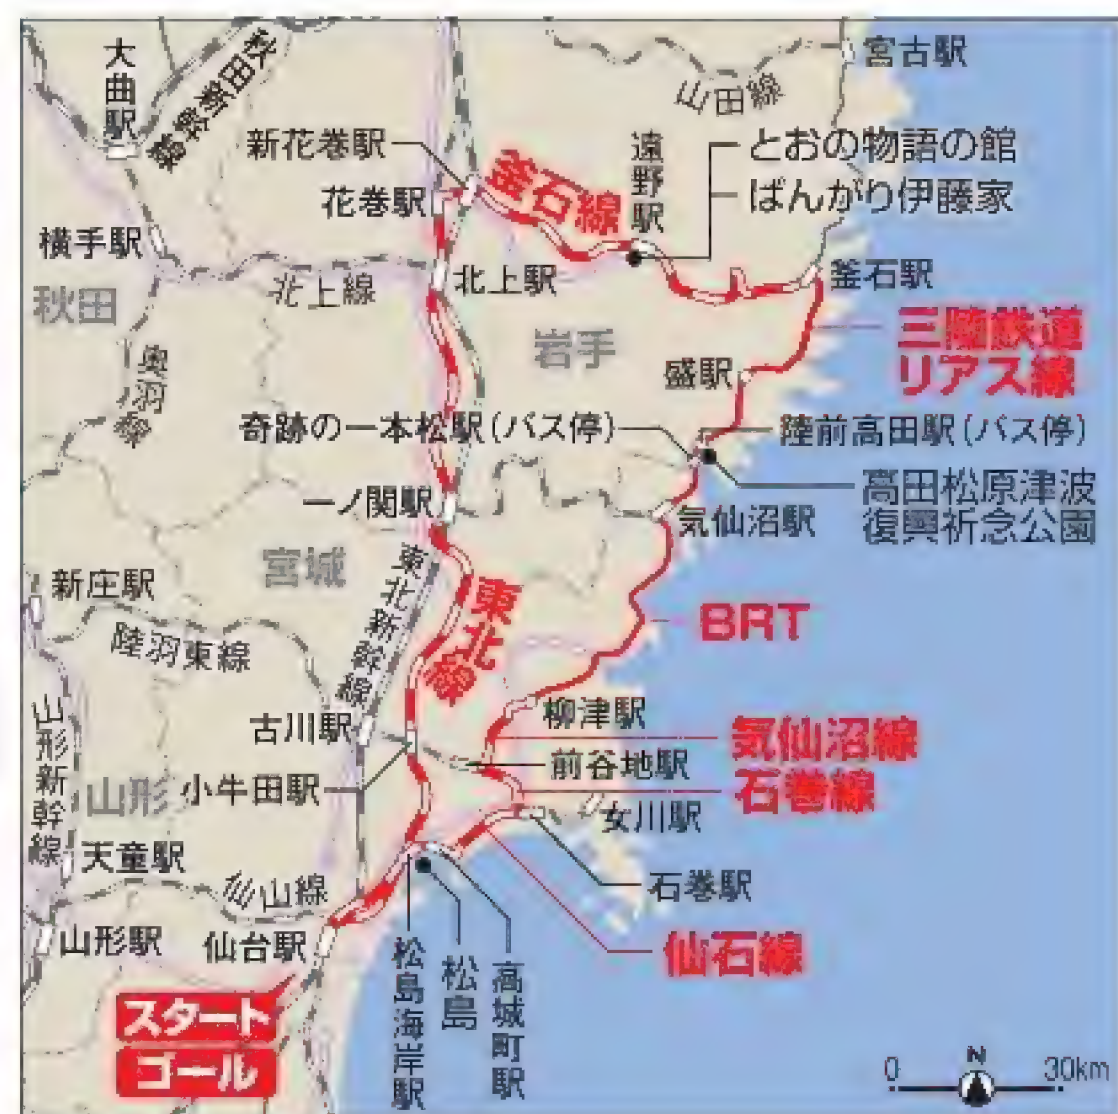 大曲駅
秋田新幹線
宮古駅
山田線
新花巻駅
釜石線
遠野駅
とおの物語の館
ばんがり伊藤家
花巻駅
横手駅
北上線
北上駅
釜石駅
秋田
岩手
三陸鉄道
リアス線
奥羽線
盛駅
奇跡の一本松駅(バス停)
陸前高田駅(バス停)
高田松原津波
復興祈念公園
一ノ関駅
気仙沼駅
宮城
東北新幹線
東北線
新庄駅
陸羽東線
BRT
山形新幹線
古川駅
柳津駅
気仙沼線
石巻線
前谷地駅
山形
小牛田駅
女川駅
天童駅
石巻駅
仙山線
山形駅
仙台駅
仙石線
松島海岸駅
松島
高城町駅
スタート
ゴール
0 N 30km